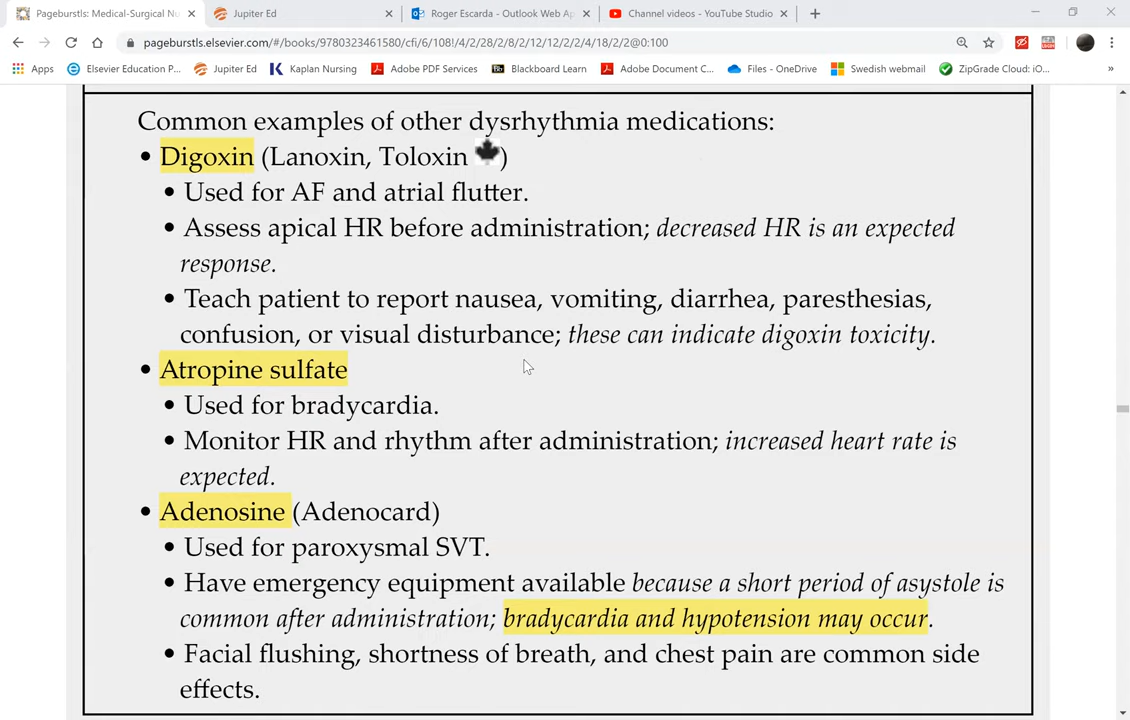 Pageburstls: Medical-Surgical Nu
Jupiter Ed
Roger Escarda - Outlook Web Ap
Channel videos - YouTube Studio
pageburstls.elsevier.com/#/books/9780323461580/cfi/6/108!/4/2/28/2/8/2/12/12/2/2/4/18/2/2@0:100
Apps
Elsevier Education P...
Jupiter Ed
Kaplan Nursing
Adobe PDF Services
Blackboard Learn
Adobe Document C...
Files - OneDrive
Swedish webmail
ZipGrade Cloud: iO...
»
Common examples of other dysrhythmia medications:
• Digoxin (Lanoxin, Toloxin )
• Used for AF and atrial flutter.
• Assess apical HR before administration; decreased HR is an expected
response.
• Teach patient to report nausea, vomiting, diarrhea, paresthesias,
confusion, or visual disturbance; these can indicate digoxin toxicity.
• Atropine sulfate
• Used for bradycardia.
• Monitor HR and rhythm after administration; increased heart rate is
expected.
• Adenosine (Adenocard)
• Used for paroxysmal SVT.
• Have emergency equipment available because a short period of asystole is
common after administration; bradycardia and hypotension may occur.
• Facial flushing, shortness of breath, and chest pain are common side
effects.